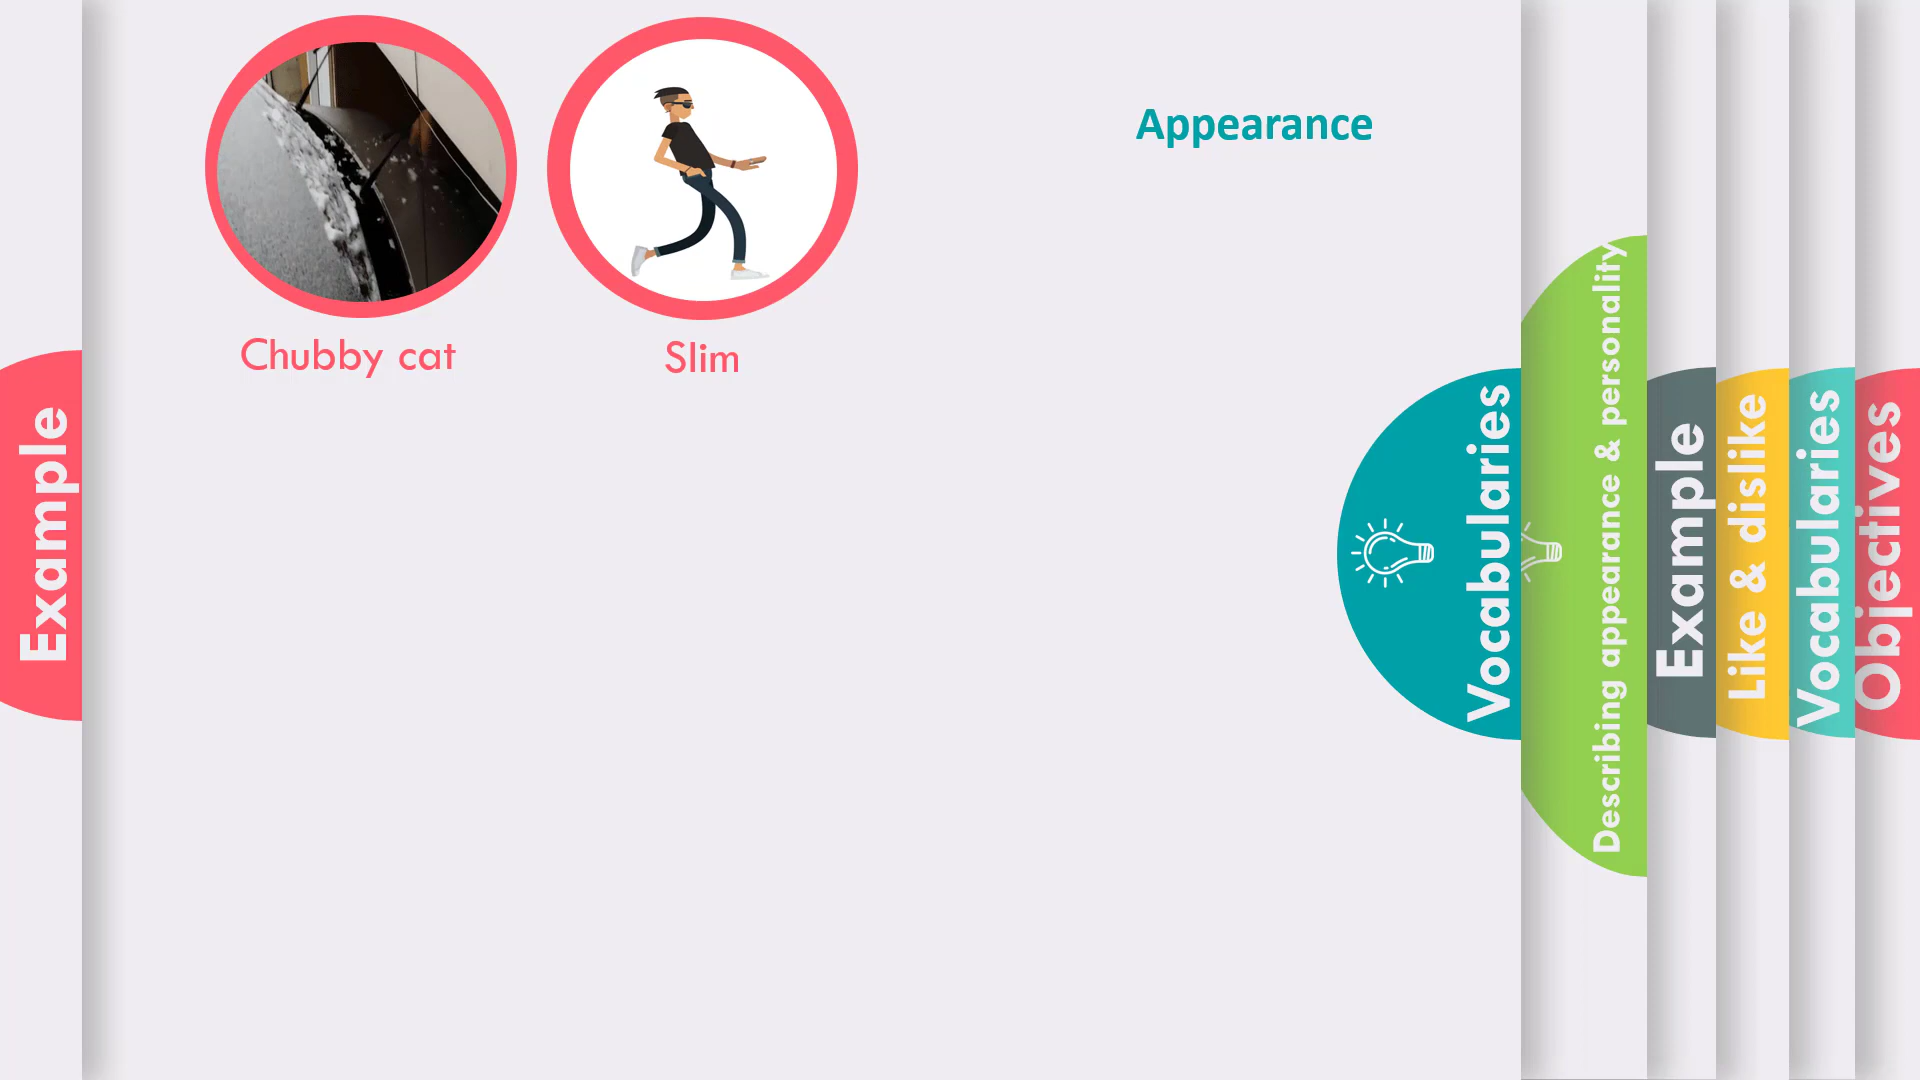 Appearance
Chubby cat
Slim
Example
Vocabularies
Describing appearance & personality
Example
Like & dislike
Vocabularies
Objectives